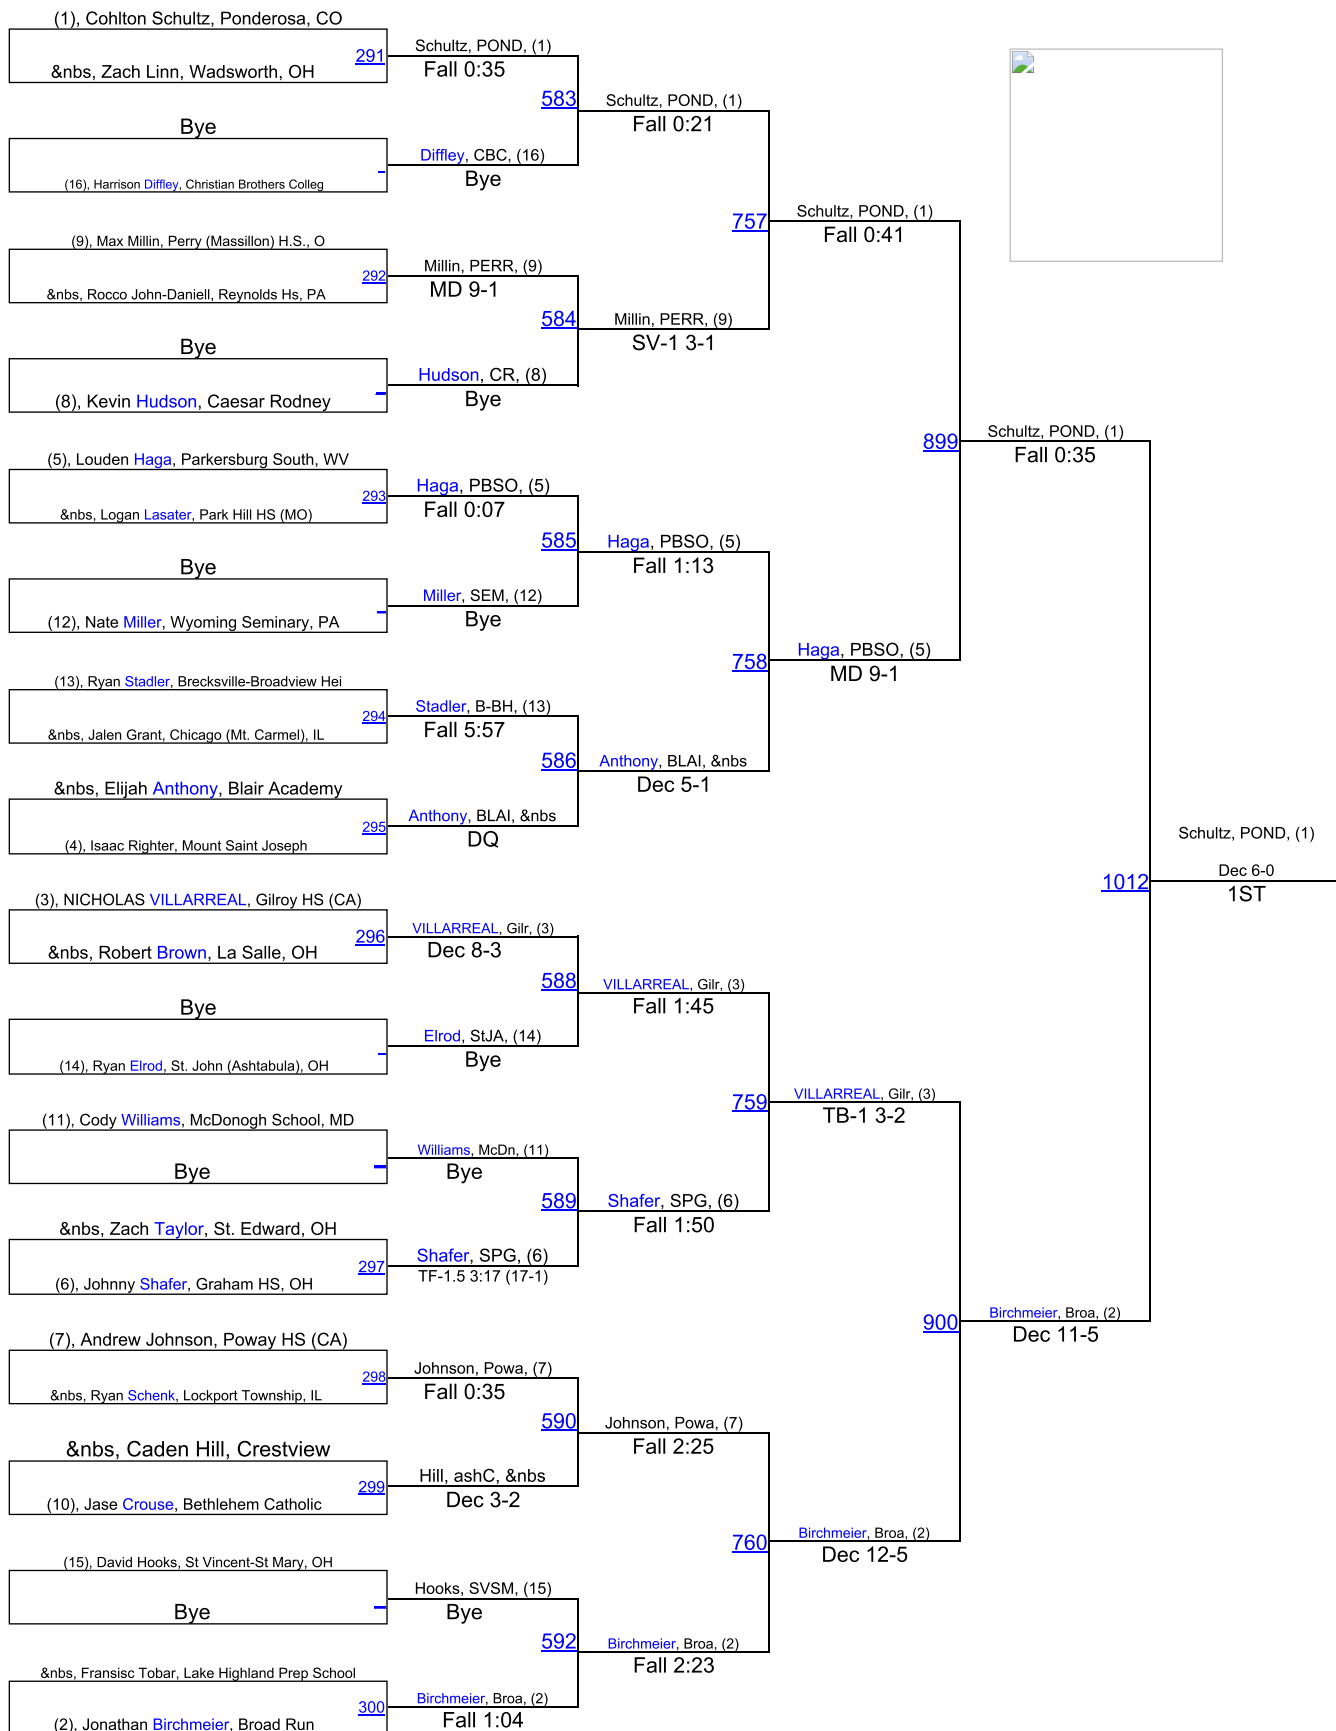 (1), Cohlton Schultz, Ponderosa, CO
291
&nbs, Zach Linn, Wadsworth, OH
Schultz, POND, (1)
Fall 0:35
583
Bye
(16), Harrison Diffley, Christian Brothers Colleg
Diffley, CBC, (16)
Bye
Schultz, POND, (1)
Fall 0:21
757
(9), Max Millin, Perry (Massillon) H.S., O
292
&nbs, Rocco John-Daniell, Reynolds Hs, PA
Millin, PERR, (9)
MD 9-1
584
Bye
(8), Kevin Hudson, Caesar Rodney
Hudson, CR, (8)
Bye
Millin, PERR, (9)
SV-1 3-1
Schultz, POND, (1)
Fall 0:41
899
(5), Louden Haga, Parkersburg South, WV
293
&nbs, Logan Lasater, Park Hill HS (MO)
Haga, PBSO, (5)
Fall 0:07
585
Bye
(12), Nate Miller, Wyoming Seminary, PA
Miller, SEM, (12)
Bye
Haga, PBSO, (5)
Fall 1:13
758
(13), Ryan Stadler, Brecksville-Broadview Hei
294
&nbs, Jalen Grant, Chicago (Mt. Carmel), IL
Stadler, B-BH, (13)
Fall 5:57
586
&nbs, Elijah Anthony, Blair Academy
295
(4), Isaac Righter, Mount Saint Joseph
Anthony, BLAI, &nbs
DQ
Anthony, BLAI, &nbs
Dec 5-1
Haga, PBSO, (5)
MD 9-1
Schultz, POND, (1)
Fall 0:35
1012
Schultz, POND, (1)
Dec 6-0
1ST
(3), NICHOLAS VILLARREAL, Gilroy HS (CA)
296
&nbs, Robert Brown, La Salle, OH
VILLARREAL, Gilr, (3)
Dec 8-3
588
Bye
(14), Ryan Elrod, St. John (Ashtabula), OH
Elrod, StJA, (14)
Bye
VILLARREAL, Gilr, (3)
Fall 1:45
759
(11), Cody Williams, McDonogh School, MD
Bye
Williams, McDn, (11)
Bye
589
&nbs, Zach Taylor, St. Edward, OH
297
(6), Johnny Shafer, Graham HS, OH
Shafer, SPG, (6)
TF-1.5 3:17 (17-1)
Shafer, SPG, (6)
Fall 1:50
VILLARREAL, Gilr, (3)
TB-1 3-2
900
(7), Andrew Johnson, Poway HS (CA)
298
&nbs, Ryan Schenk, Lockport Township, IL
Johnson, Powa, (7)
Fall 0:35
590
&nbs, Caden Hill, Crestview
299
(10), Jase Crouse, Bethlehem Catholic
Hill, ashC, &nbs
Dec 3-2
Johnson, Powa, (7)
Fall 2:25
760
(15), David Hooks, St Vincent-St Mary, OH
Bye
Hooks, SVSM, (15)
Bye
592
&nbs, Fransisc Tobar, Lake Highland Prep School
300
(2), Jonathan Birchmeier, Broad Run
Birchmeier, Broa, (2)
Fall 1:04
Birchmeier, Broa, (2)
Fall 2:23
Birchmeier, Broa, (2)
Dec 12-5
Birchmeier, Broa, (2)
Dec 11-5